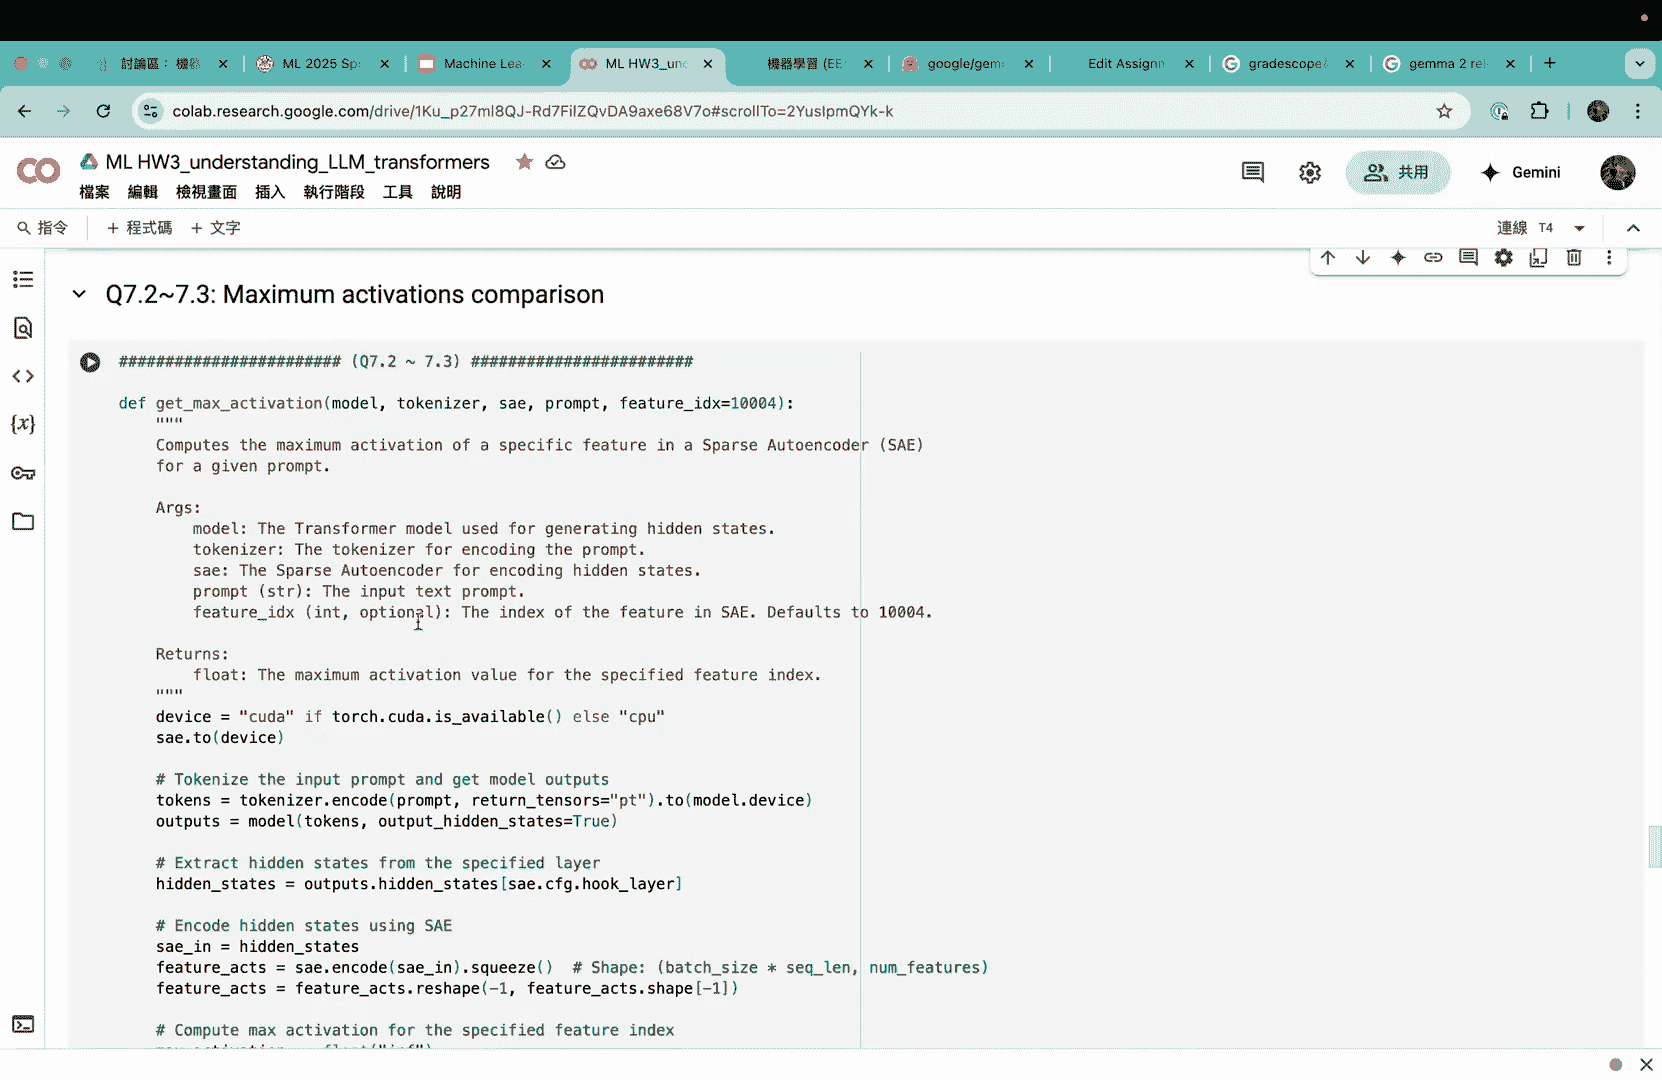 討論區： 機器
ML 2025 Sp
Machine Lea
ML HW3_un
機器學習 (EE
google/gem
Edit Assignn
gradescope
gemma 2 re
colab.research.google.com/drive/1Ku_p27ml8QJ-Rd7FiIZQvDA9axe68V7o#scrollTo=2YuslpmQYk-k
ML HW3_understanding_LLM_transformers
共用
Gemini
檔案 編輯 檢視畫面 插入 執行階段 工具 說明
指令 + 程式碼 + 文字
連線 T4
Q7.2~7.3: Maximum activations comparison
######################## (Q7.2 ~ 7.3) ########################
def get_max_activation(model, tokenizer, sae, prompt, feature_idx=10004):
"""
Computes the maximum activation of a specific feature in a Sparse Autoencoder (SAE)
for a given prompt.
Args:
model: The Transformer model used for generating hidden states.
tokenizer: The tokenizer for encoding the prompt.
sae: The Sparse Autoencoder for encoding hidden states.
prompt (str): The input text prompt.
feature_idx (int, optional): The index of the feature in SAE. Defaults to 10004.
Returns:
float: The maximum activation value for the specified feature index.
"""
device = "cuda" if torch.cuda.is_available() else "cpu"
sae.to(device)
# Tokenize the input prompt and get model outputs
tokens = tokenizer.encode(prompt, return_tensors="pt").to(model.device)
outputs = model(tokens, output_hidden_states=True)
# Extract hidden states from the specified layer
hidden_states = outputs.hidden_states[sae.cfg.hook_layer]
# Encode hidden states using SAE
sae_in = hidden_states
feature_acts = sae.encode(sae_in).squeeze() # Shape: (batch_size * seq_len, num_features)
feature_acts = feature_acts.reshape(-1, feature_acts.shape[-1])
# Compute max activation for the specified feature index